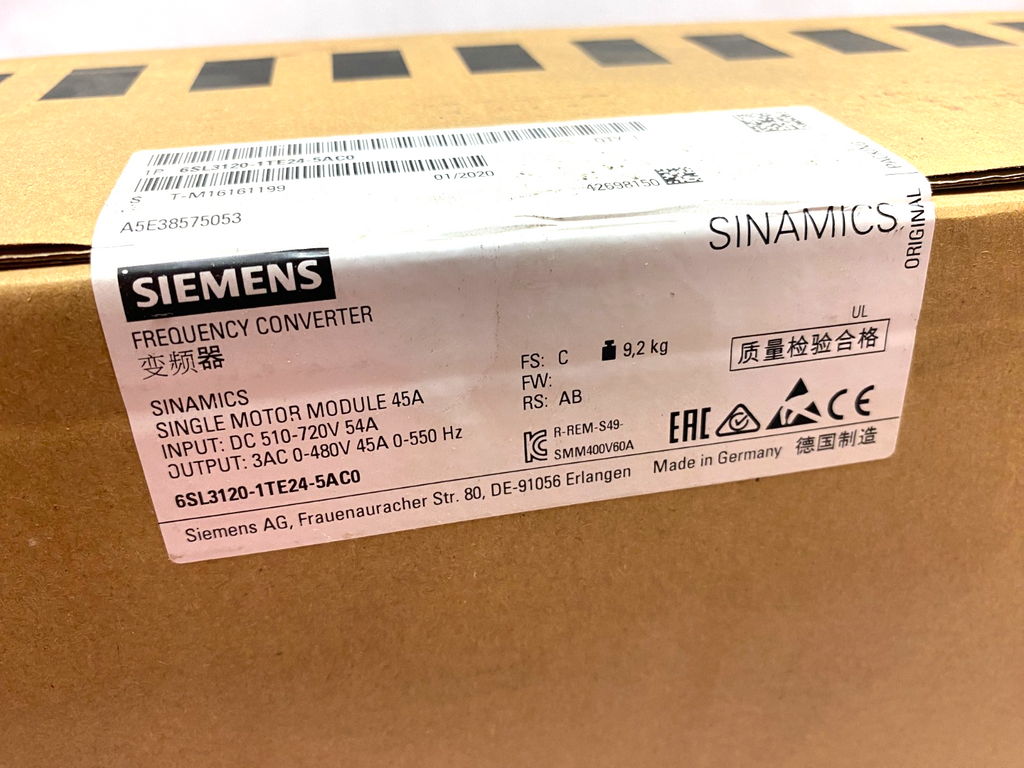 1P 6SL3120-1TE24-5AC0
QTY
S T-M16161199
01/2020
42698150
A5E38575053
SINAMICS
ORIGINAL
SIEMENS
FREQUENCY CONVERTER
变频器
UL
FS: C 9,2 kg
FW:
RS: AB
质量检验合格
SINAMICS
SINGLE MOTOR MODULE 45A
INPUT: DC 510-720V 54A
OUTPUT: 3AC 0-480V 45A 0-550 Hz
6SL3120-1TE24-5AC0
R-REM-S49-
SMM400V60A
EAC
CE
Siemens AG, Frauenauracher Str. 80, DE-91056 Erlangen
Made in Germany 德国制造